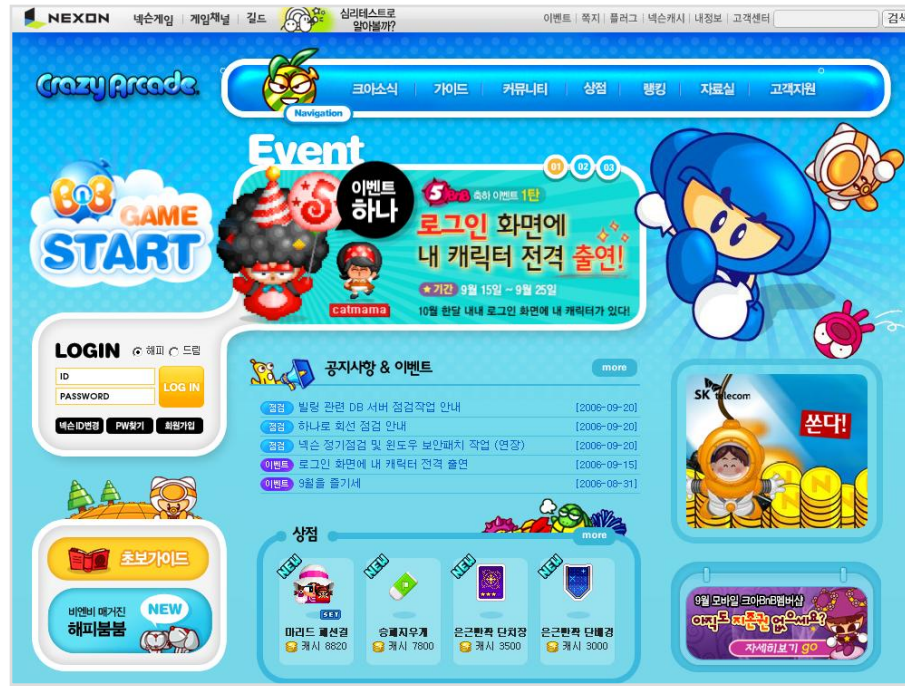 NEXON 넥슨게임 게임채널 길드
심리테스트로
알아볼까?
이벤트 쪽지 플러그 넥슨캐시 내정보 고객센터 검색
Crazy Arcade
크아소식 가이드 커뮤니티 상점 랭킹 자료실 고객지원
Navigation
BnB
GAME
START
Event
01 02 03
이벤트
하나
축하 이벤트 1탄
로그인 화면에
내 캐릭터 전격 출연!
★기간 9월 15일 ~ 9월 25일
10월 한달 내내 로그인 화면에 내 캐릭터가 있다!
catmama
LOGIN 해피 드림
ID
PASSWORD
LOG IN
넥슨ID변경 PW찾기 회원가입
공지사항 & 이벤트 more
점검 빌링 관련 DB 서버 점검작업 안내 [2006-09-20]
점검 하나로 회선 점검 안내 [2006-09-20]
점검 넥슨 정기점검 및 윈도우 보안패치 작업 (연장) [2006-09-20]
이벤트 로그인 화면에 내 캐릭터 전격 출연 [2006-09-15]
이벤트 9월을 즐기세 [2006-08-31]
SK telecom
쏜다!
상점 more
NEW NEW NEW NEW
SET
마리드 패션걸 승패지우개 은근반짝 단치장 은근반짝 단배경
캐시 8820 캐시 7800 캐시 3500 캐시 3000
초보가이드
비엔비 매거진
해피붐붐
NEW
9월 모바일 크아BnB멤버샵
아직도 지존권 없으세요?
자세히보기 go